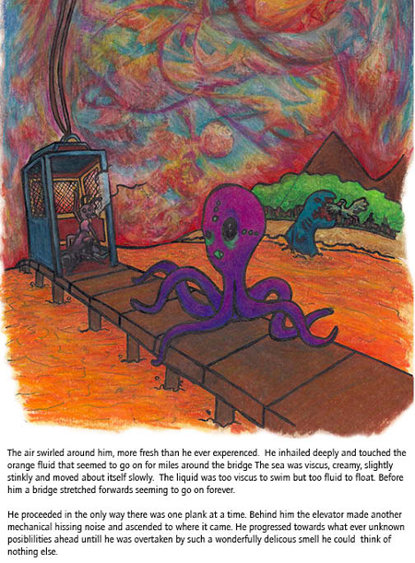 The air swirled around him, more fresh than he ever experenced.  He inhailed deeply and touched the
orange fluid that seemed to go on for miles around the bridge The sea was viscus, creamy, slightly
stinkly and moved about itself slowly.  The liquid was too viscus to swim but too fluid to float. Before
him a bridge stretched forwards seeming to go on forever.
He proceeded in the only way there was one plank at a time. Behind him the elevator made another
mechanical hissing noise and ascended to where it came. He progressed towards what ever unknown
posiblilities ahead untill he was overtaken by such a wonderfully delicous smell he could  think of
nothing else.